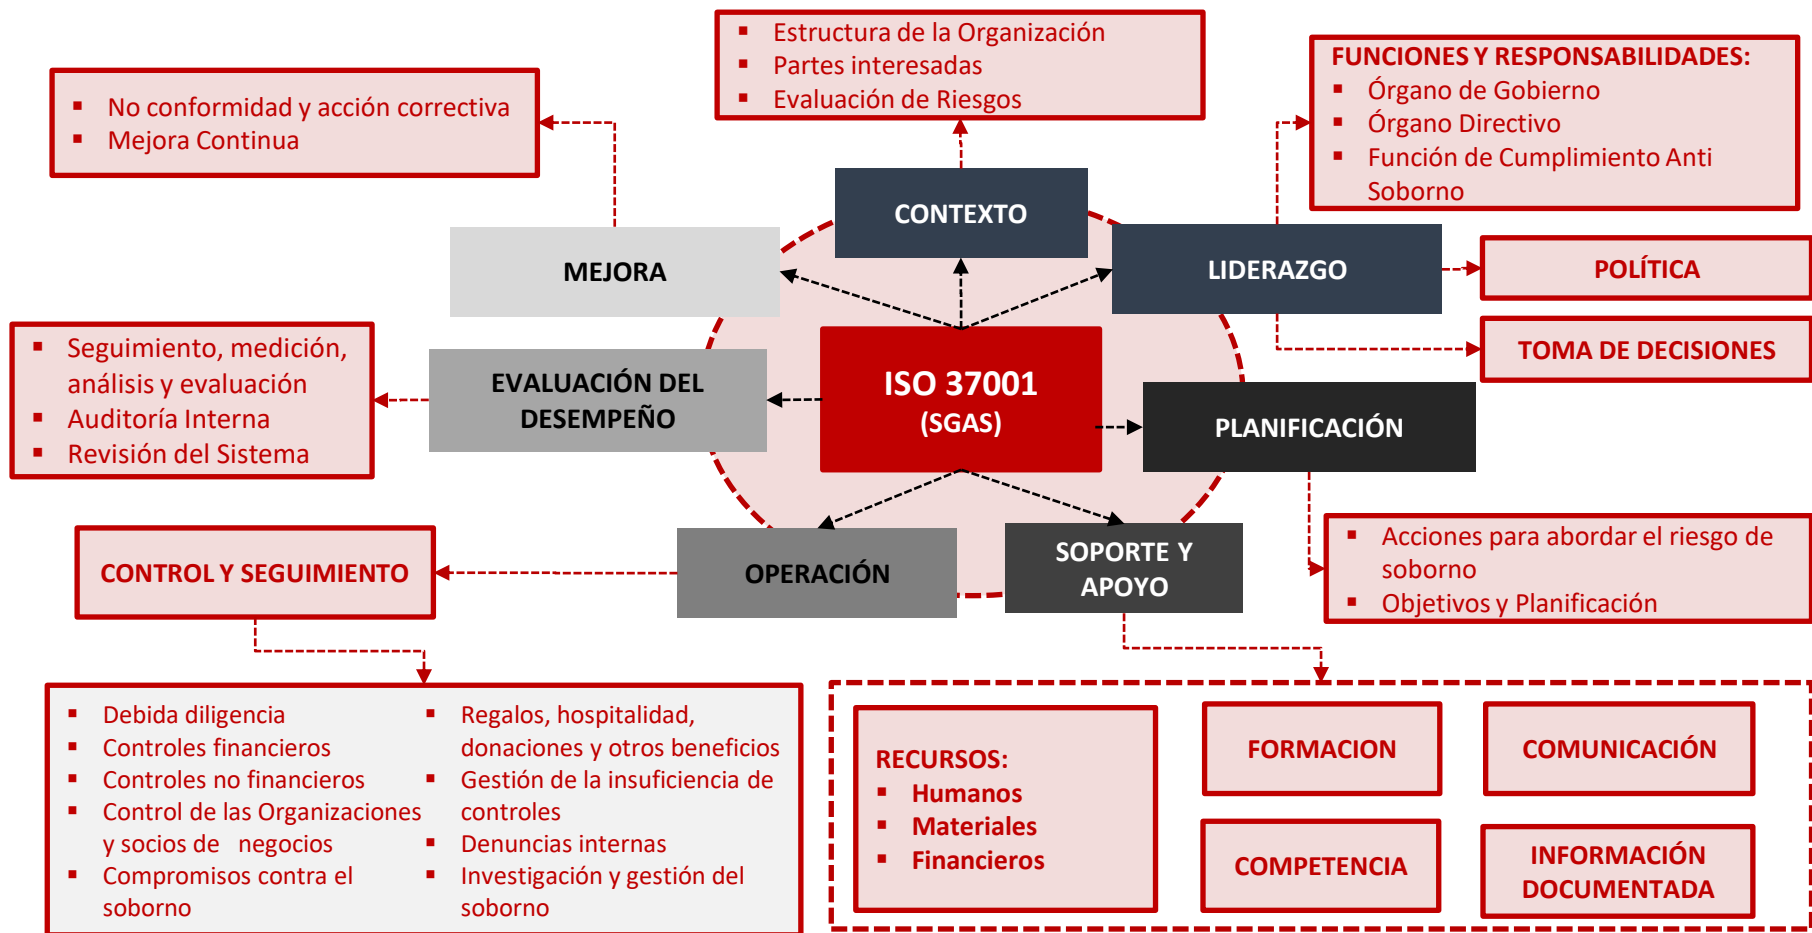 Estructura de la Organización
Partes interesadas
Evaluación de Riesgos
FUNCIONES Y RESPONSABILIDADES:
Órgano de Gobierno
Órgano Directivo
Función de Cumplimiento Anti
Soborno
No conformidad y acción correctiva
Mejora Continua
CONTEXTO
MEJORA
LIDERAZGO
POLÍTICA
TOMA DE DECISIONES
Seguimiento, medición,
análisis y evaluación
Auditoría Interna
Revisión del Sistema
EVALUACIÓN DEL
DESEMPEÑO
ISO 37001
(SGAS)
PLANIFICACIÓN
CONTROL Y SEGUIMIENTO
OPERACIÓN
SOPORTE Y
APOYO
Acciones para abordar el riesgo de
soborno
Objetivos y Planificación
Debida diligencia
Controles financieros
Controles no financieros
Control de las Organizaciones
y socios de negocios
Compromisos contra el
soborno
Regalos, hospitalidad,
donaciones y otros beneficios
Gestión de la insuficiencia de
controles
Denuncias internas
Investigación y gestión del
soborno
RECURSOS:
Humanos
Materiales
Financieros
FORMACION
COMUNICACIÓN
COMPETENCIA
INFORMACIÓN
DOCUMENTADA